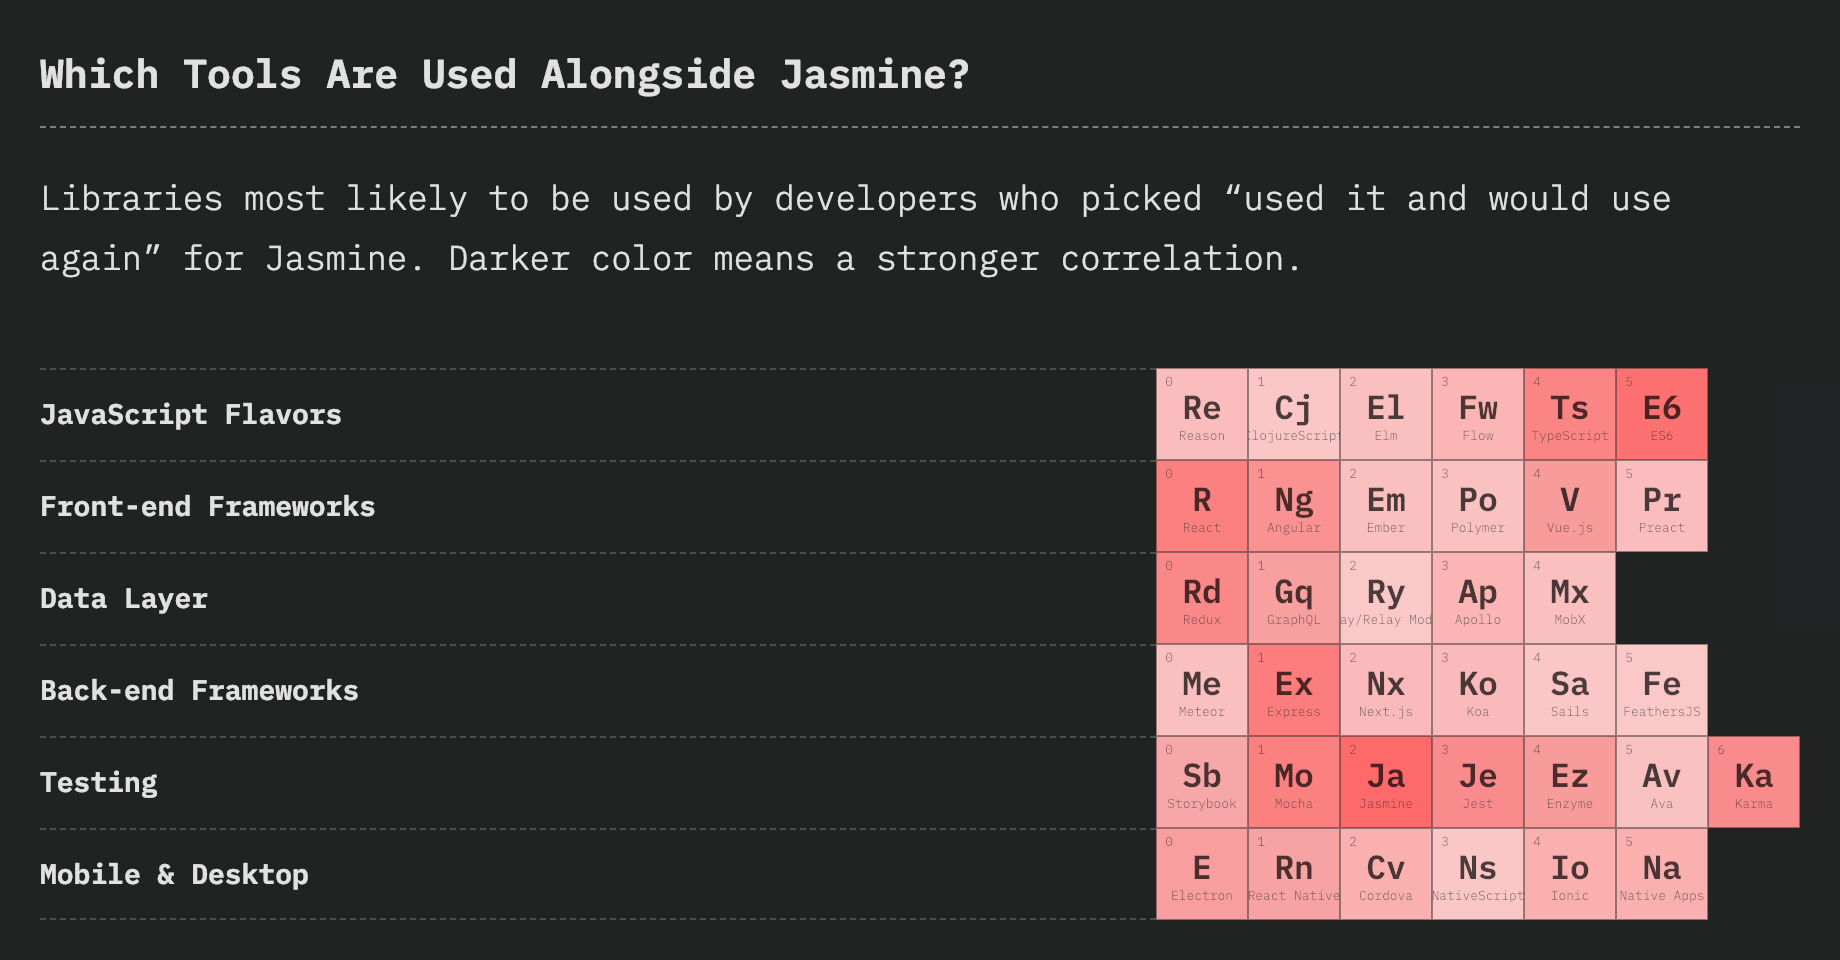 Which Tools Are Used Alongside Jasmine?
Libraries most likely to be used by developers who picked “used it and would use
again” for Jasmine. Darker color means a stronger correlation.
JavaScript Flavors
0 1 2 3 4 5
Re Cj El Fw Ts E6
Reason ClojureScript Elm Flow TypeScript ES6
Front-end Frameworks
0 1 2 3 4 5
R Ng Em Po V Pr
React Angular Ember Polymer Vue.js Preact
Data Layer
0 1 2 3 4
Rd Gq Ry Ap Mx
Redux GraphQL ay/Relay Mod Apollo MobX
Back-end Frameworks
0 1 2 3 4 5
Me Ex Nx Ko Sa Fe
Meteor Express Next.js Koa Sails FeathersJS
Testing
0 1 2 3 4 5 6
Sb Mo Ja Je Ez Av Ka
Storybook Mocha Jasmine Jest Enzyme Ava Karma
Mobile & Desktop
0 1 2 3 4 5
E Rn Cv Ns Io Na
Electron React Native Cordova NativeScript Ionic Native Apps